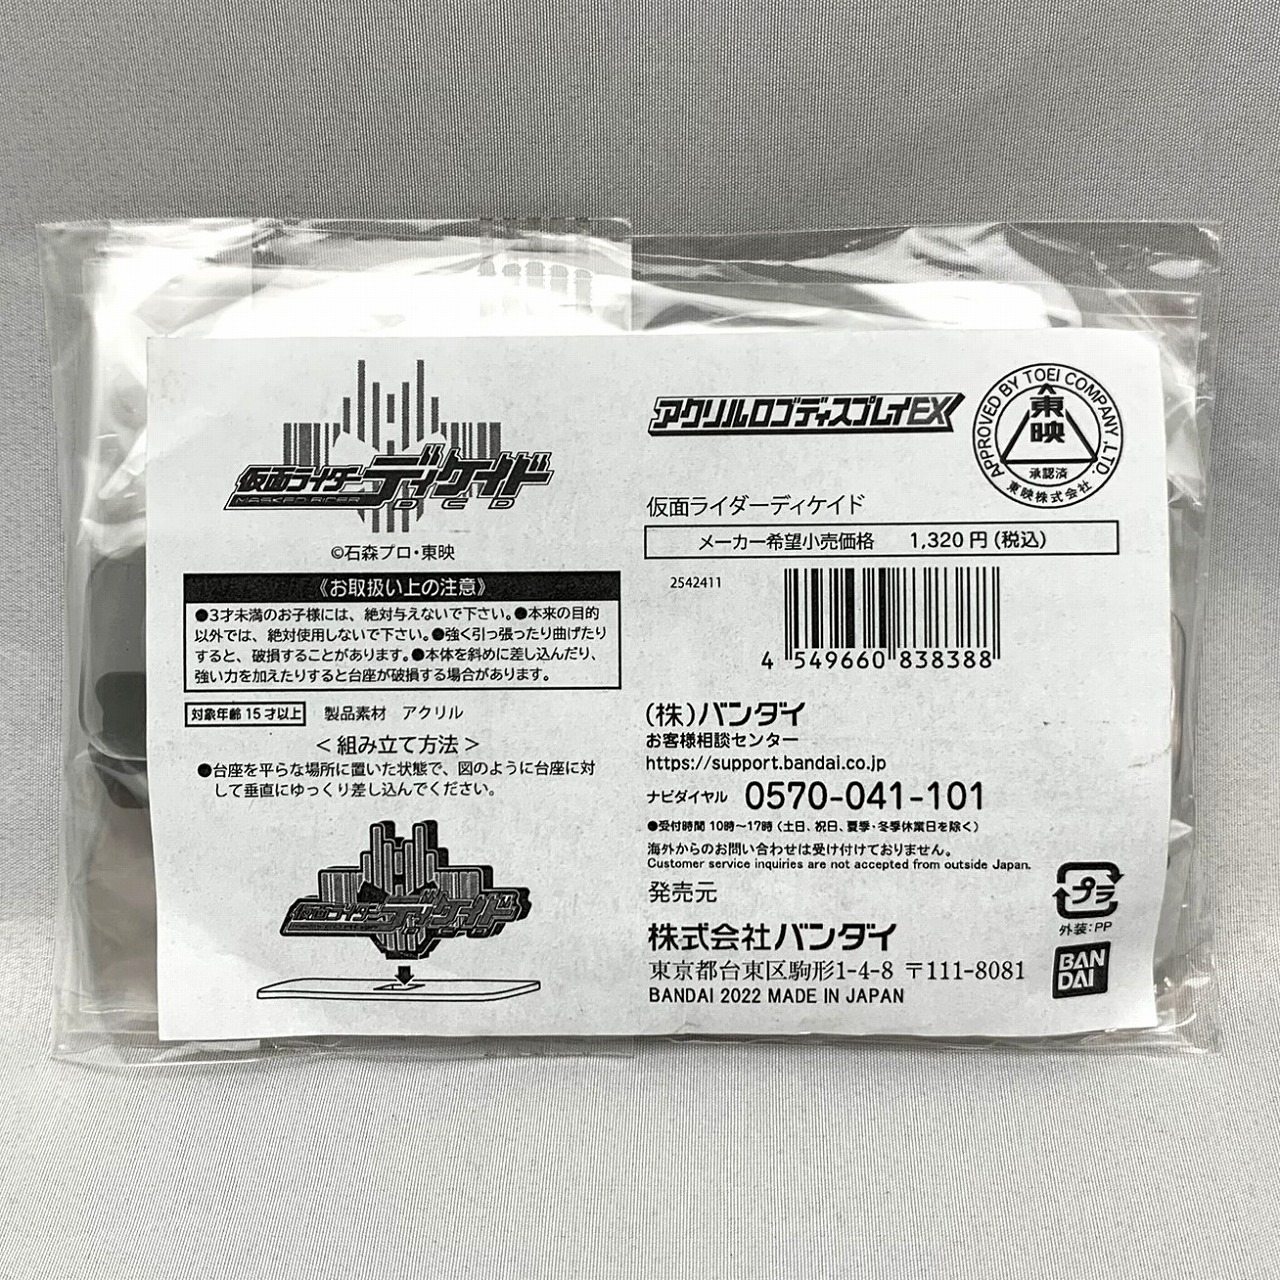 仮面ライダーディケイド
MASKED RIDER DCD
©石森プロ・東映
《お取扱い上の注意》
●3才未満のお子様には、絶対与えないで下さい。●本来の目的
以外では、絶対使用しないで下さい。●強く引っ張ったり曲げたり
すると、破損することがあります。●本体を斜めに差し込んだり、
強い力を加えたりすると台座が破損する場合があります。
対象年齢 15才以上 製品素材 アクリル
＜組み立て方法＞
●台座を平らな場所に置いた状態で、図のように台座に対
して垂直にゆっくり差し込んでください。
仮面ライダーディケイド
アクリルロゴディスプレイEX
APPROVED BY TOEI COMPANY, LTD.
東映
承認済
東映株式会社
仮面ライダーディケイド
メーカー希望小売価格 1,320円(税込)
2542411
4 549660 838388
(株)バンダイ
お客様相談センター
https://support.bandai.co.jp
ナビダイヤル 0570-041-101
●受付時間 10時～17時(土日、祝日、夏季・冬季休業日を除く)
海外からのお問い合わせは受け付けておりません。
Customer service inquiries are not accepted from outside Japan.
発売元
株式会社バンダイ
東京都台東区駒形1-4-8 〒111-8081
BANDAI 2022 MADE IN JAPAN
プラ
外装:PP
BAN
DAI